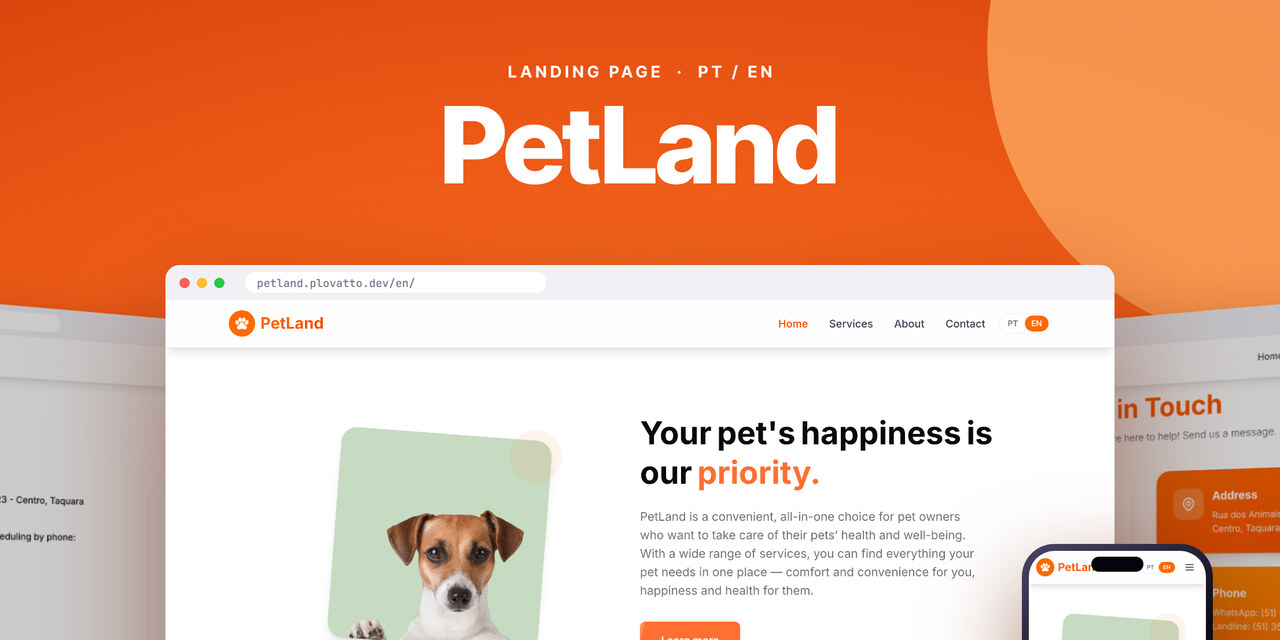 LANDING PAGE · PT / EN
PetLand
petland.plovatto.dev/en/
PetLand
Home Services About Contact PT EN
Your pet's happiness is
our priority.
PetLand is a convenient, all-in-one choice for pet owners
who want to take care of their pets’ health and well-being.
With a wide range of services, you can find everything your
pet needs in one place — comfort and convenience for you,
happiness and health for them.
Learn more
- Centro, Taquara
by phone:
Home
in Touch
here to help! Send us a message.
Address
Rua dos Animais
Centro, Taquara
Phone
WhatsApp: (51)
Landline: (51)
PT EN